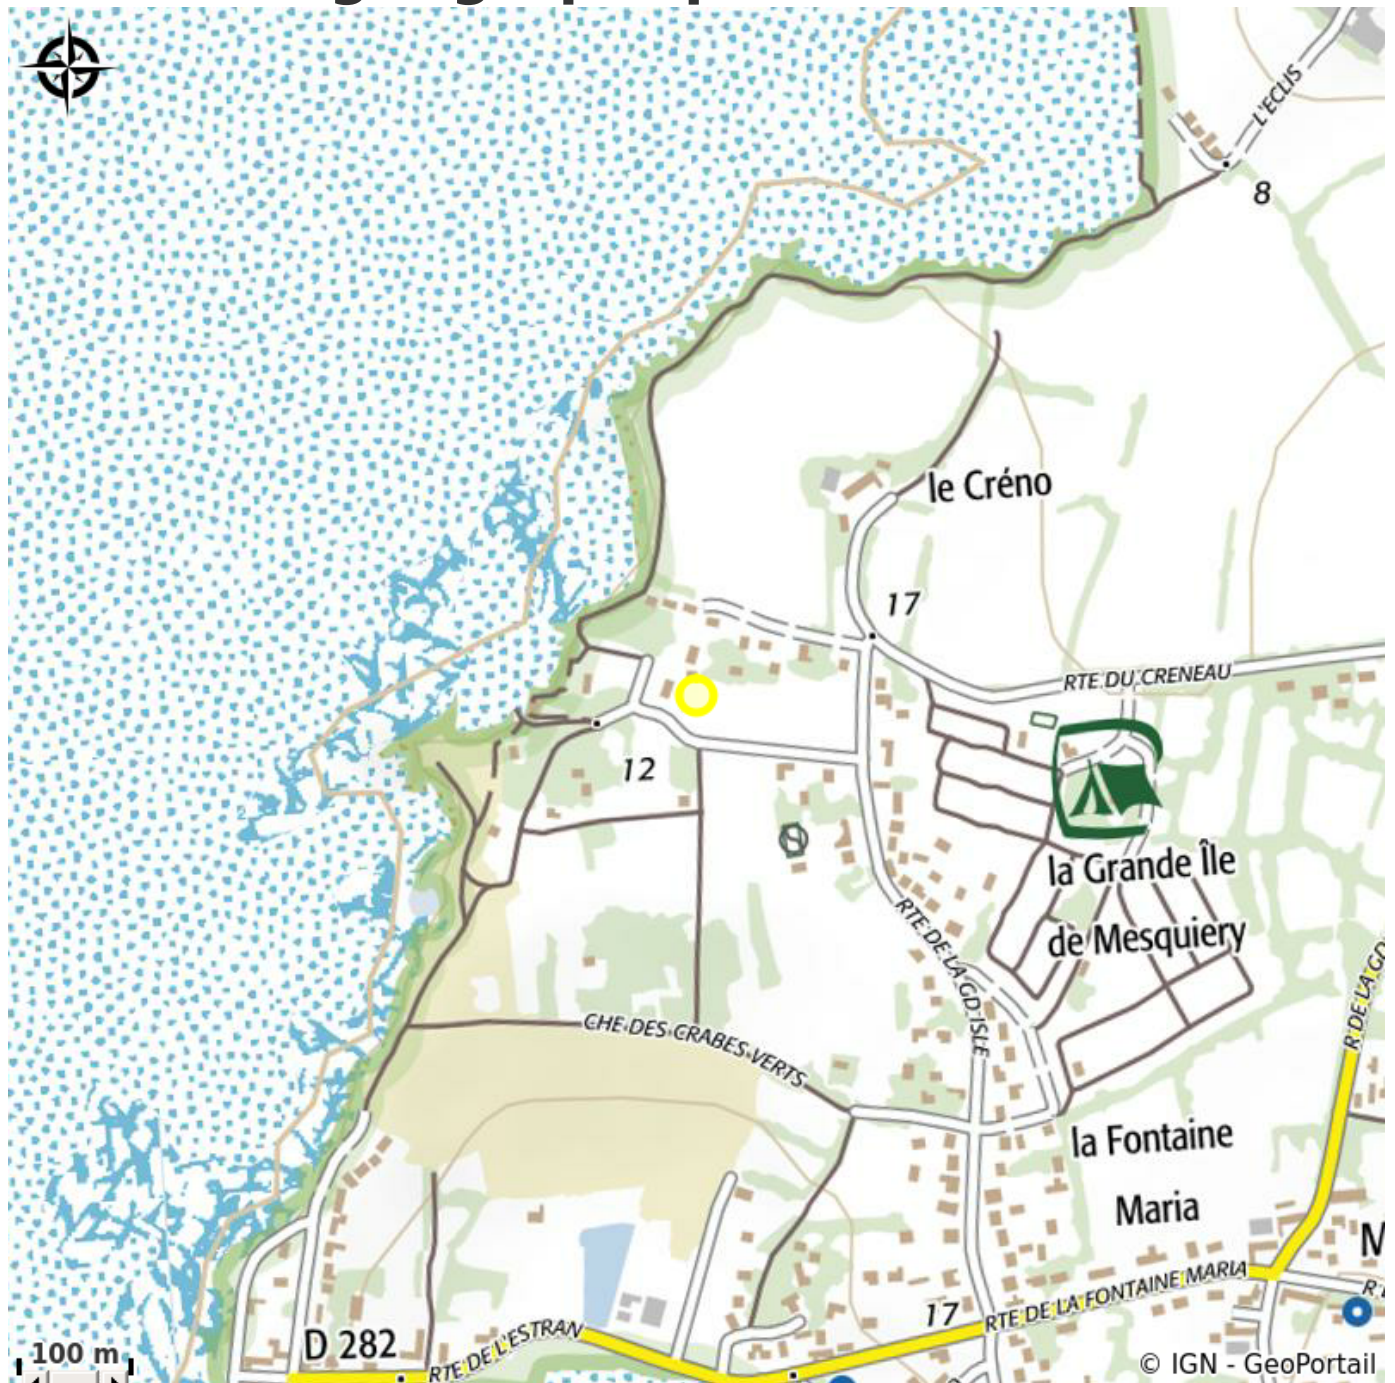 L'ECLIS
8
le Créno
17
RTE DU CRENEAU
12
la Grande Île
de Mesquiery
RTE DE LA GD ISLE
CHE DES CRABES VERTS
R DE LA GD
la Fontaine
Maria
M
RTE DE LA FONTAINE MARIA
17
D 282
RTE DE L'ESTRAN
100 m
© IGN - GeoPortail